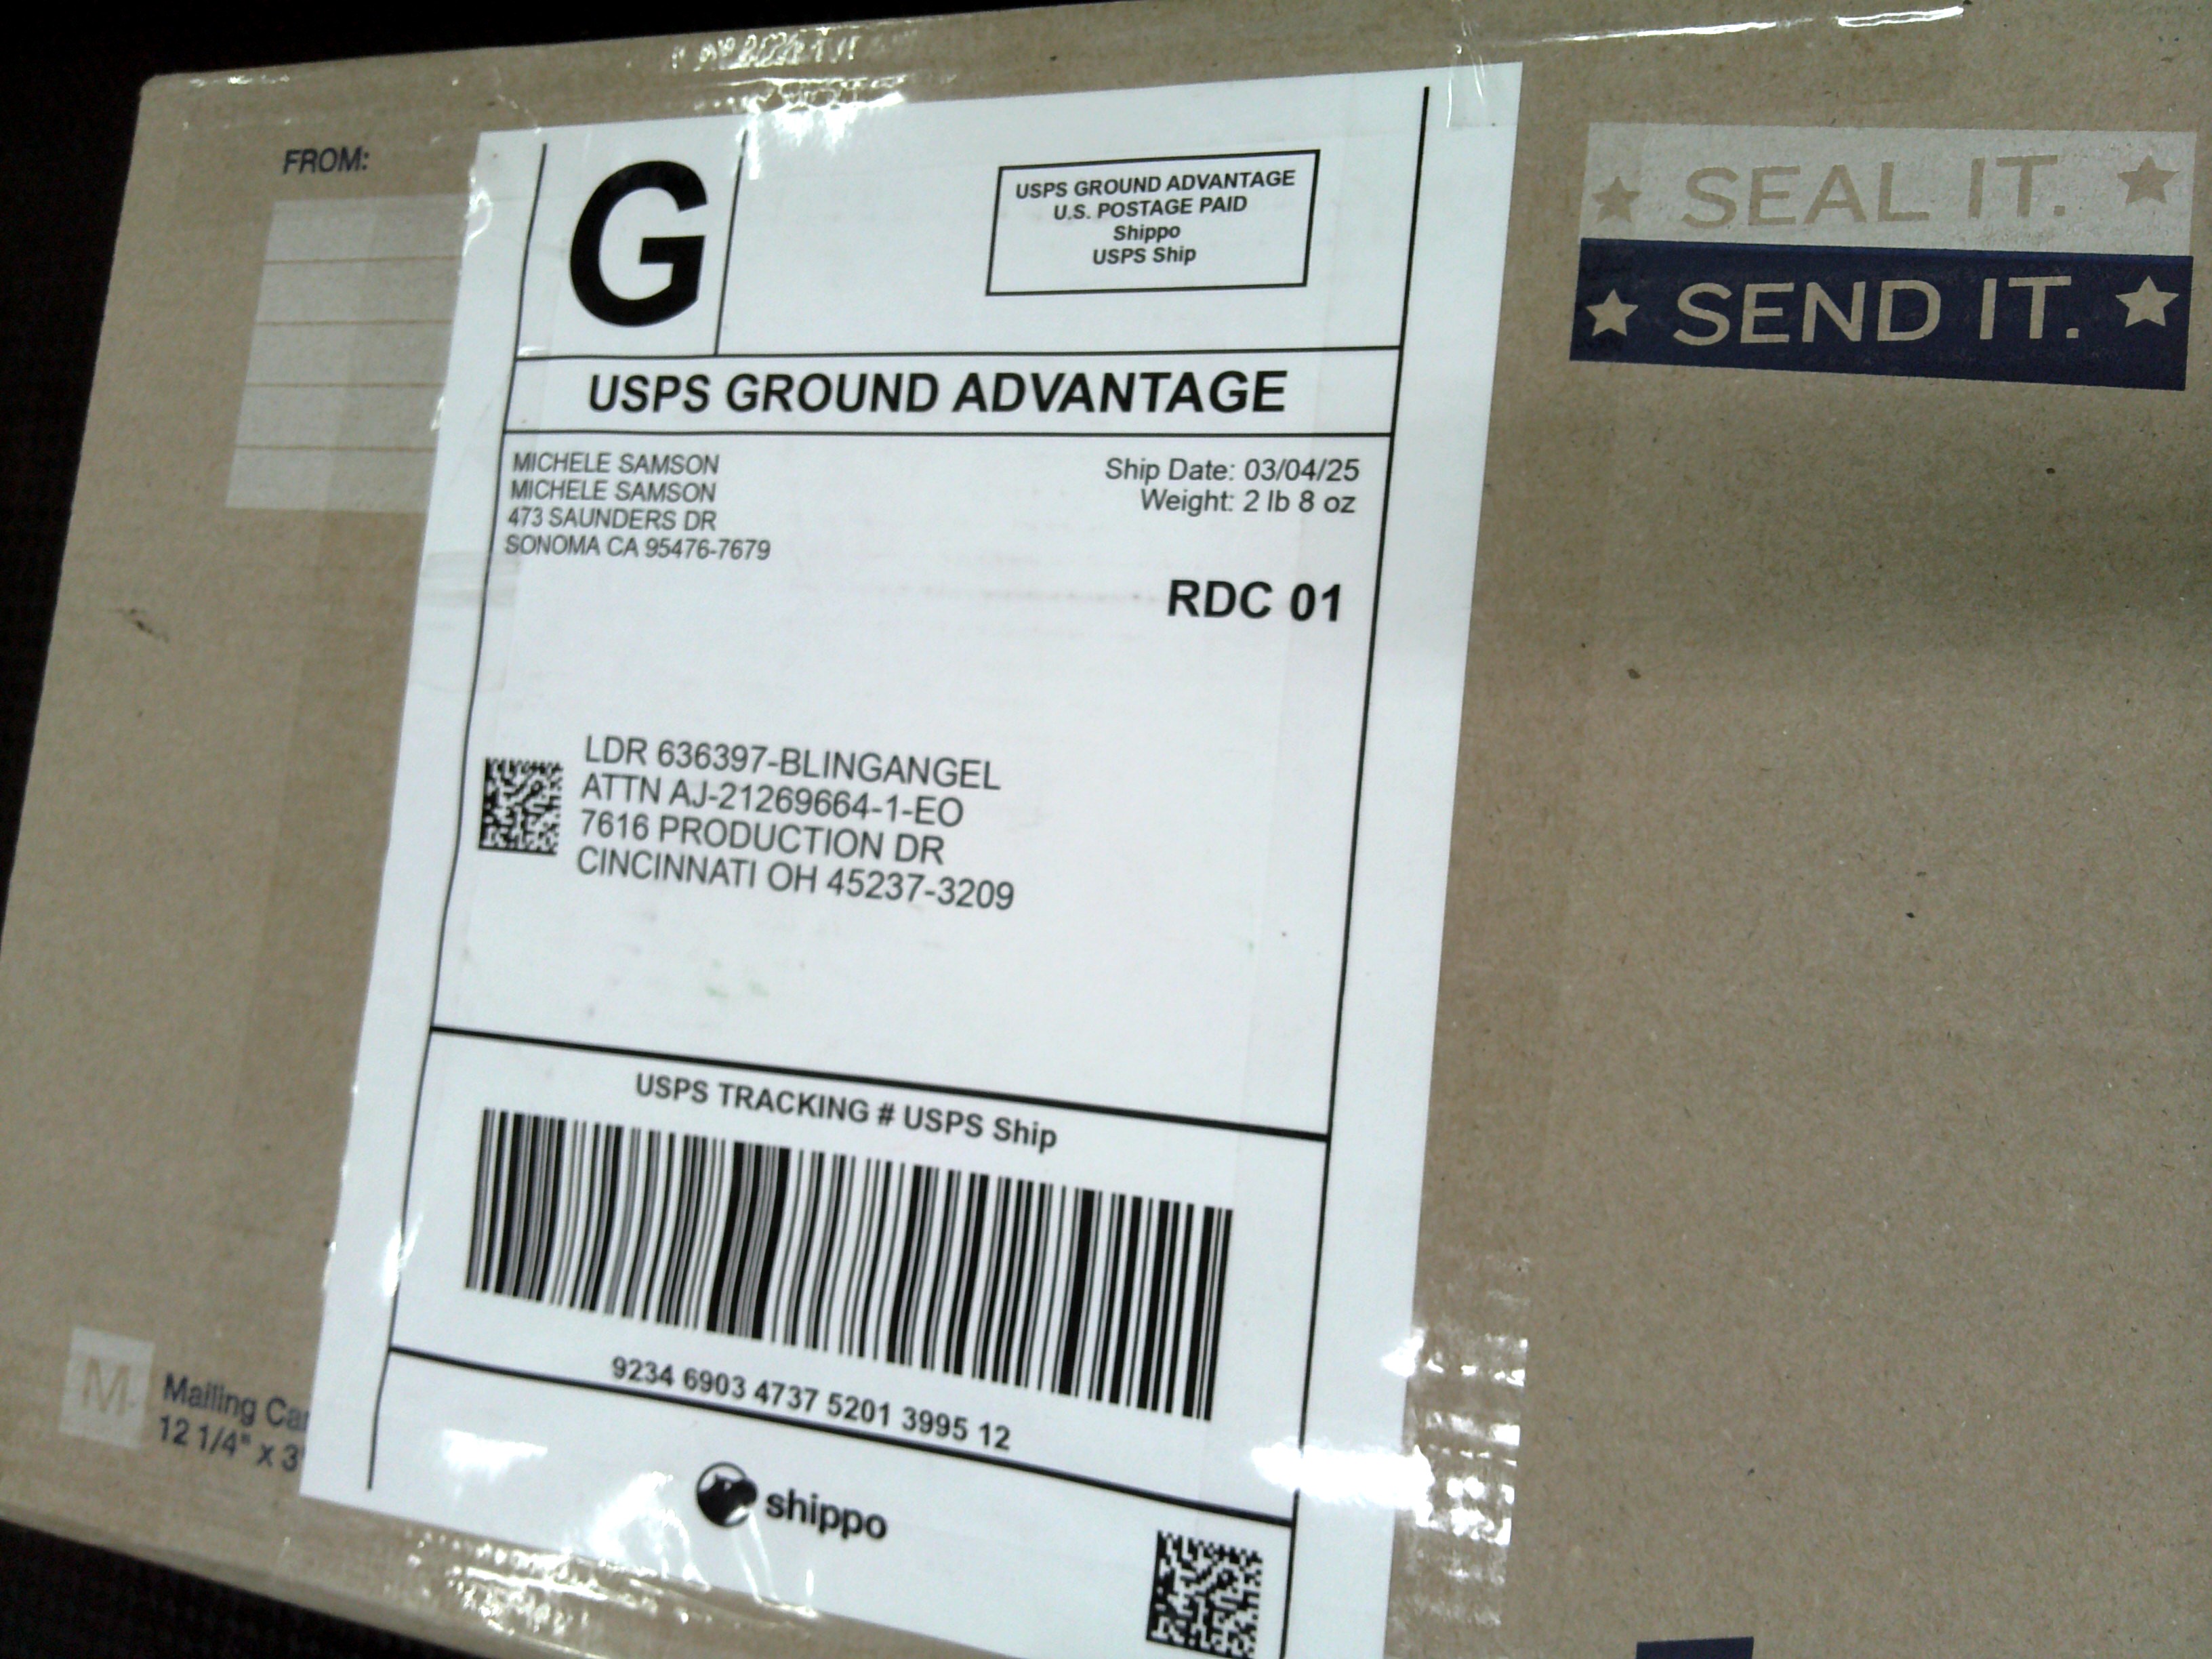 FROM:
G
USPS GROUND ADVANTAGE
U.S. POSTAGE PAID
Shippo
USPS Ship
★ SEAL IT. ★
★ SEND IT. ★
USPS GROUND ADVANTAGE
MICHELE SAMSON
MICHELE SAMSON
473 SAUNDERS DR
SONOMA CA 95476-7679
Ship Date: 03/04/25
Weight: 2 lb 8 oz
RDC 01
LDR 636397-BLINGANGEL
ATTN AJ-21269664-1-EO
7616 PRODUCTION DR
CINCINNATI OH 45237-3209
USPS TRACKING # USPS Ship
9234 6903 4737 5201 3995 12
shippo
M
Mailing Car
12 1/4" x 3